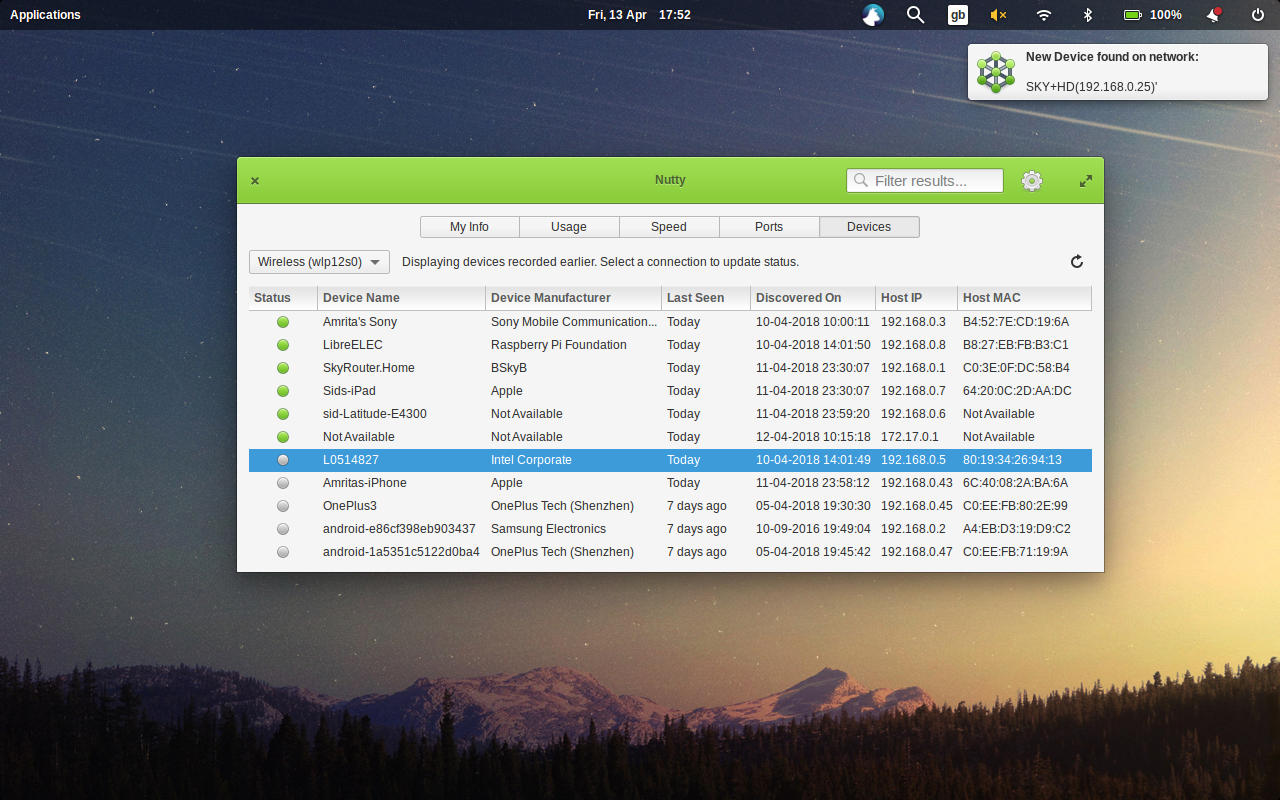 Applications Fri, 13 Apr 17:52 gb 100%
New Device found on network:
SKY+HD(192.168.0.25)'
Nutty Filter results...
My Info Usage Speed Ports Devices
Wireless (wlp12s0) Displaying devices recorded earlier. Select a connection to update status.
Status Device Name Device Manufacturer Last Seen Discovered On Host IP Host MAC
Amrita's Sony Sony Mobile Communication... Today 10-04-2018 10:00:11 192.168.0.3 B4:52:7E:CD:19:6A
LibreELEC Raspberry Pi Foundation Today 10-04-2018 14:01:50 192.168.0.8 B8:27:EB:FB:B3:C1
SkyRouter.Home BSkyB Today 11-04-2018 23:30:07 192.168.0.1 C0:3E:0F:DC:58:B4
Sids-iPad Apple Today 11-04-2018 23:30:07 192.168.0.7 64:20:0C:2D:AA:DC
sid-Latitude-E4300 Not Available Today 11-04-2018 23:59:20 192.168.0.6 Not Available
Not Available Not Available Today 12-04-2018 10:15:18 172.17.0.1 Not Available
L0514827 Intel Corporate Today 10-04-2018 14:01:49 192.168.0.5 80:19:34:26:94:13
Amritas-iPhone Apple Today 11-04-2018 23:58:12 192.168.0.43 6C:40:08:2A:BA:6A
OnePlus3 OnePlus Tech (Shenzhen) 7 days ago 05-04-2018 19:30:30 192.168.0.45 C0:EE:FB:80:2E:99
android-e86cf398eb903437 Samsung Electronics 7 days ago 10-09-2016 19:49:04 192.168.0.2 A4:EB:D3:19:D9:C2
android-1a5351c5122d0ba4 OnePlus Tech (Shenzhen) 7 days ago 05-04-2018 19:45:42 192.168.0.47 C0:EE:FB:71:19:9A